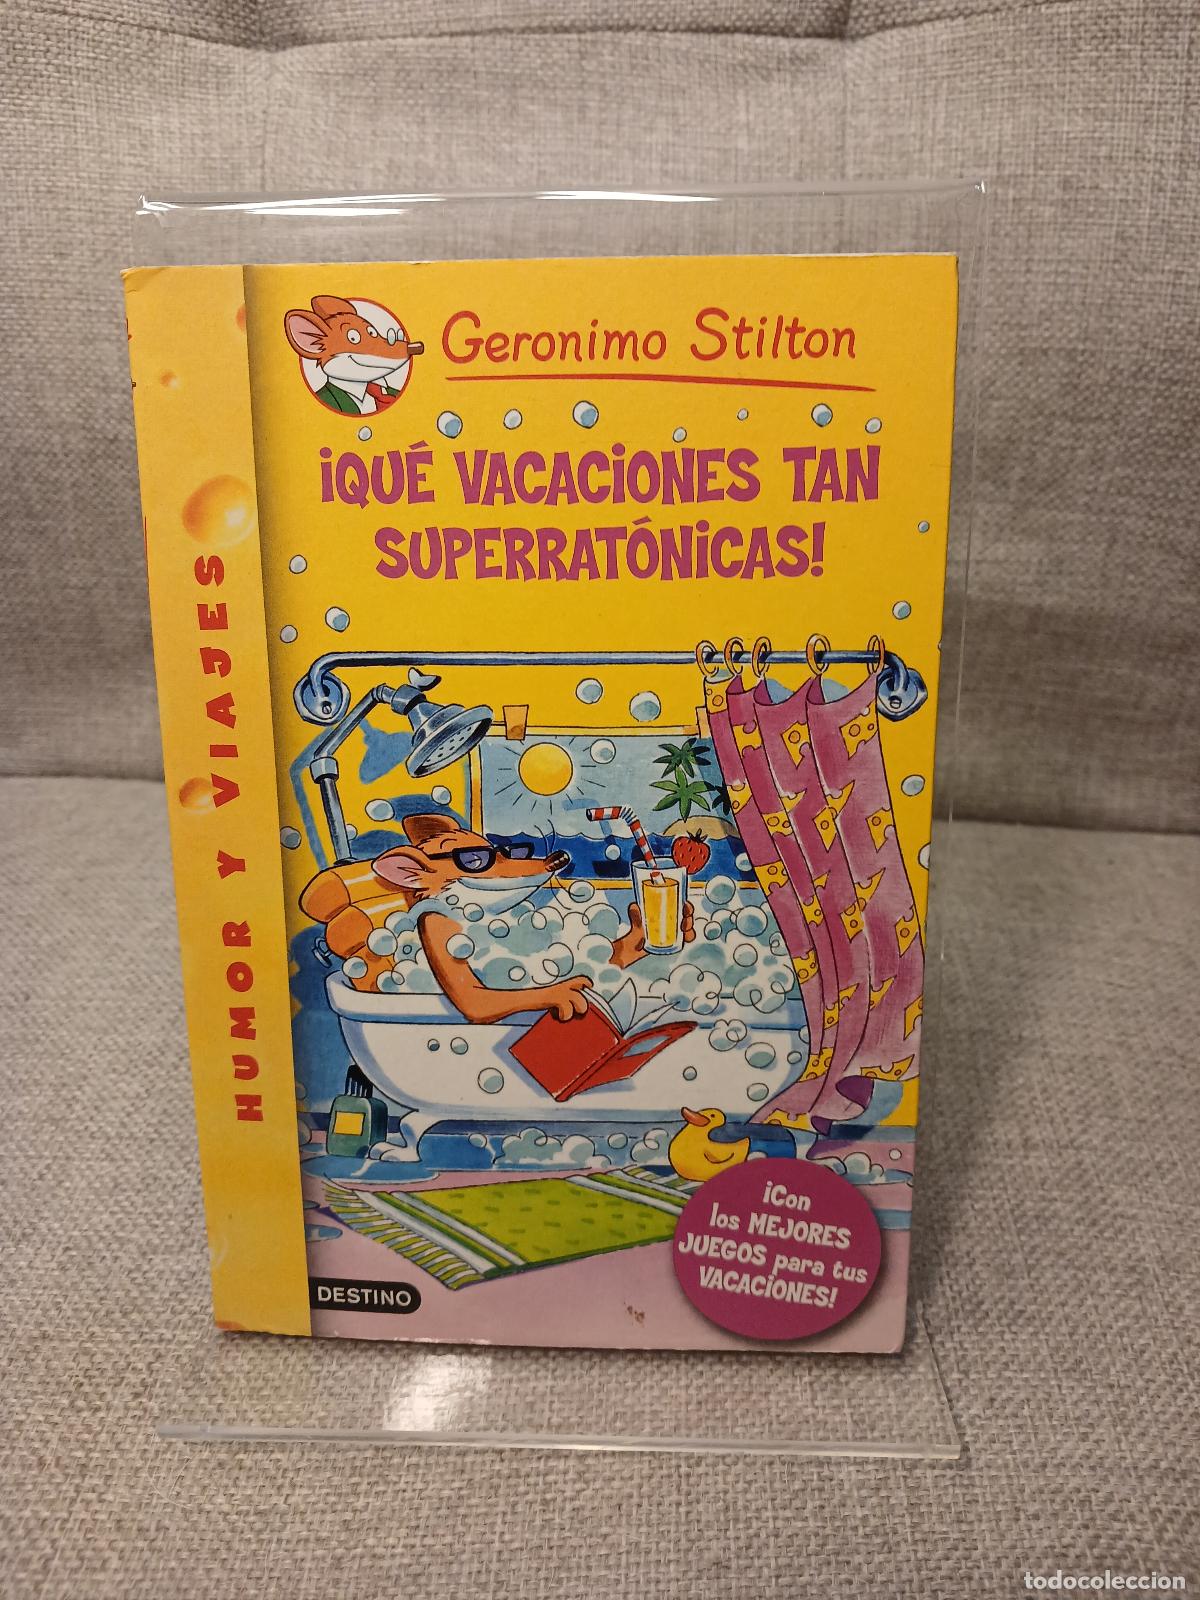 Geronimo Stilton
¡QUÉ VACACIONES TAN
SUPERRATÓNICAS!
HUMOR Y VIAJES
¡Con
los MEJORES
JUEGOS para tus
VACACIONES!
DESTINO
todocoleccion